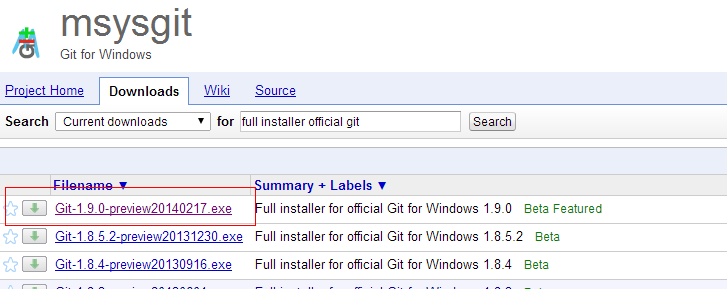 msysgit
Git for Windows
Project Home Downloads Wiki Source
Search Current downloads for full installer official git Search
Filename ▼ Summary + Labels ▼
Git-1.9.0-preview20140217.exe Full installer for official Git for Windows 1.9.0 Beta Featured
Git-1.8.5.2-preview20131230.exe Full installer for official Git for Windows 1.8.5.2 Beta
Git-1.8.4-preview20130916.exe Full installer for official Git for Windows 1.8.4 Beta